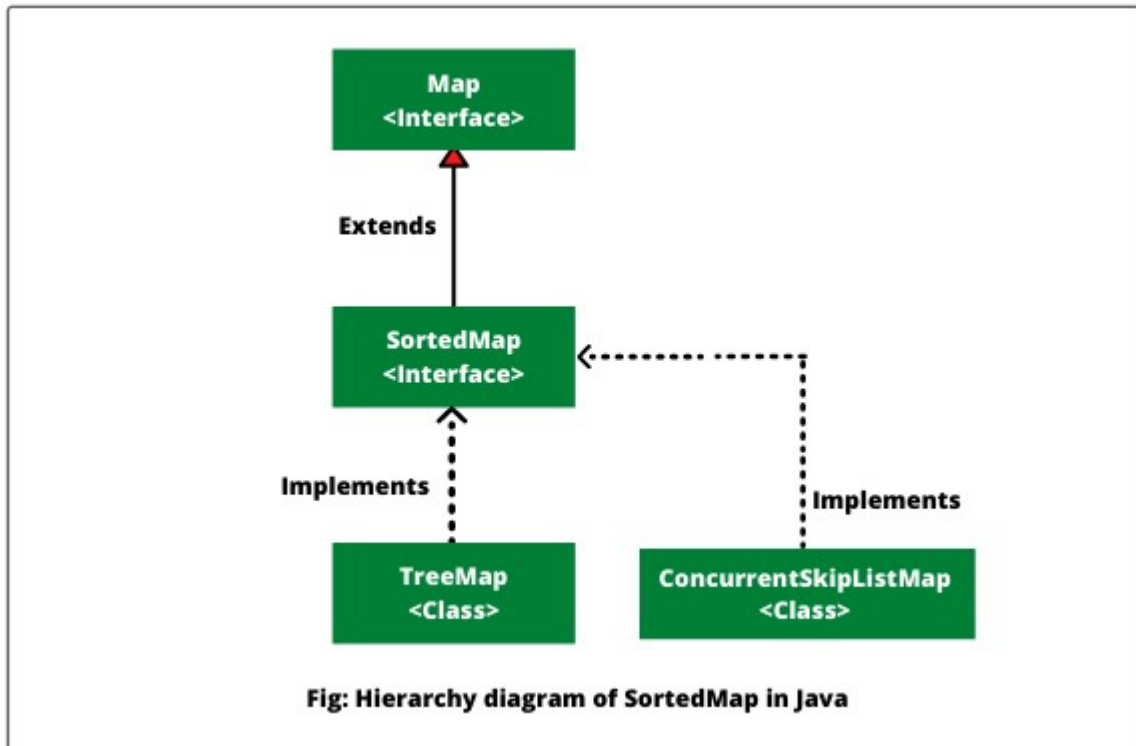 Map
<Interface>
Extends
SortedMap
<Interface>
Implements
Implements
TreeMap
<Class>
ConcurrentSkipListMap
<Class>
Fig: Hierarchy diagram of SortedMap in Java